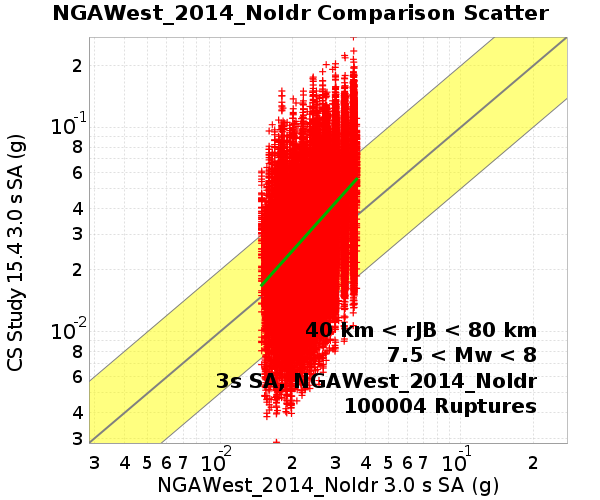 NGAWest_2014_NoIdr Comparison Scatter
CS Study 15.4 3.0 s SA (g)
2
10-1
8
6
4
3
2
10-2
8
6
4
3
40 km < rJB < 80 km
7.5 < Mw < 8
3s SA, NGAWest_2014_NoIdr
100004 Ruptures
3 4 5 6 7 10-2 2 3 4 5 6 7 10-1 2
NGAWest_2014_NoIdr 3.0 s SA (g)